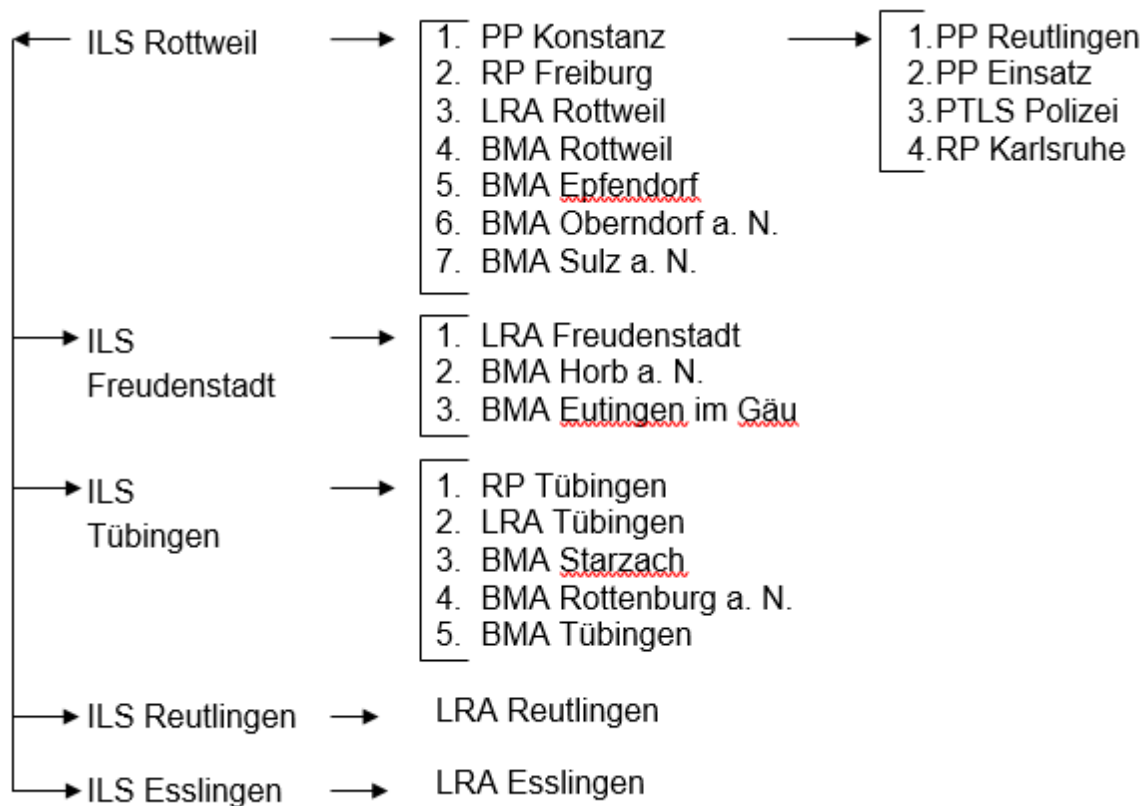 ILS Rottweil
1. PP Konstanz
2. RP Freiburg
3. LRA Rottweil
4. BMA Rottweil
5. BMA Epfendorf
6. BMA Oberndorf a. N.
7. BMA Sulz a. N.
1.PP Reutlingen
2.PP Einsatz
3.PTLS Polizei
4.RP Karlsruhe
ILS
Freudenstadt
1. LRA Freudenstadt
2. BMA Horb a. N.
3. BMA Eutingen im Gäu
ILS
Tübingen
1. RP Tübingen
2. LRA Tübingen
3. BMA Starzach
4. BMA Rottenburg a. N.
5. BMA Tübingen
ILS Reutlingen
LRA Reutlingen
ILS Esslingen
LRA Esslingen